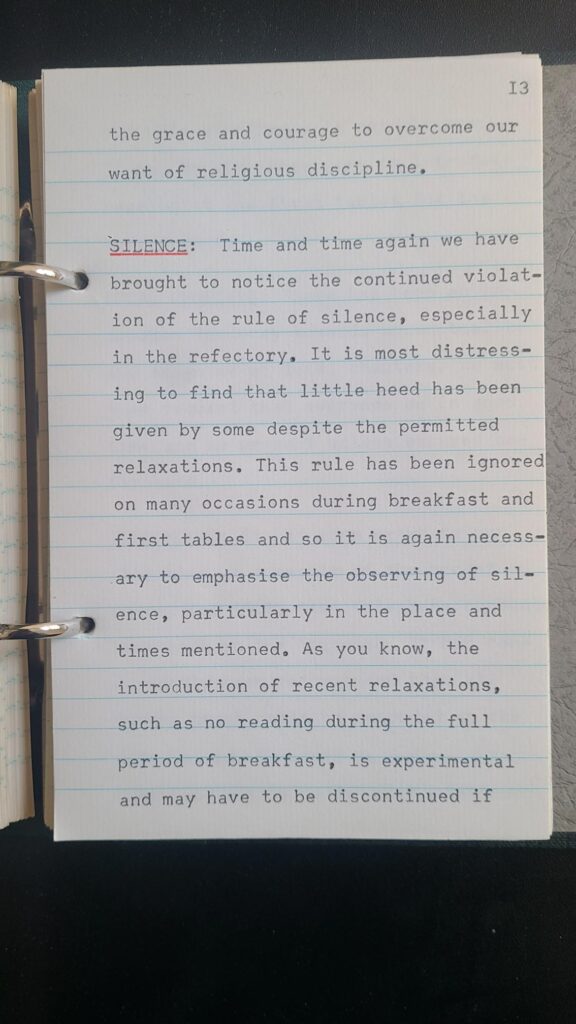 I3
the grace and courage to overcome our
want of religious discipline.
SILENCE:  Time and time again we have
brought to notice the continued violat-
ion of the rule of silence, especially
in the refectory. It is most distress-
ing to find that little heed has been
given by some despite the permitted
relaxations. This rule has been ignored
on many occasions during breakfast and
first tables and so it is again necess-
ary to emphasise the observing of sil-
ence, particularly in the place and
times mentioned. As you know, the
introduction of recent relaxations,
such as no reading during the full
period of breakfast, is experimental
and may have to be discontinued if